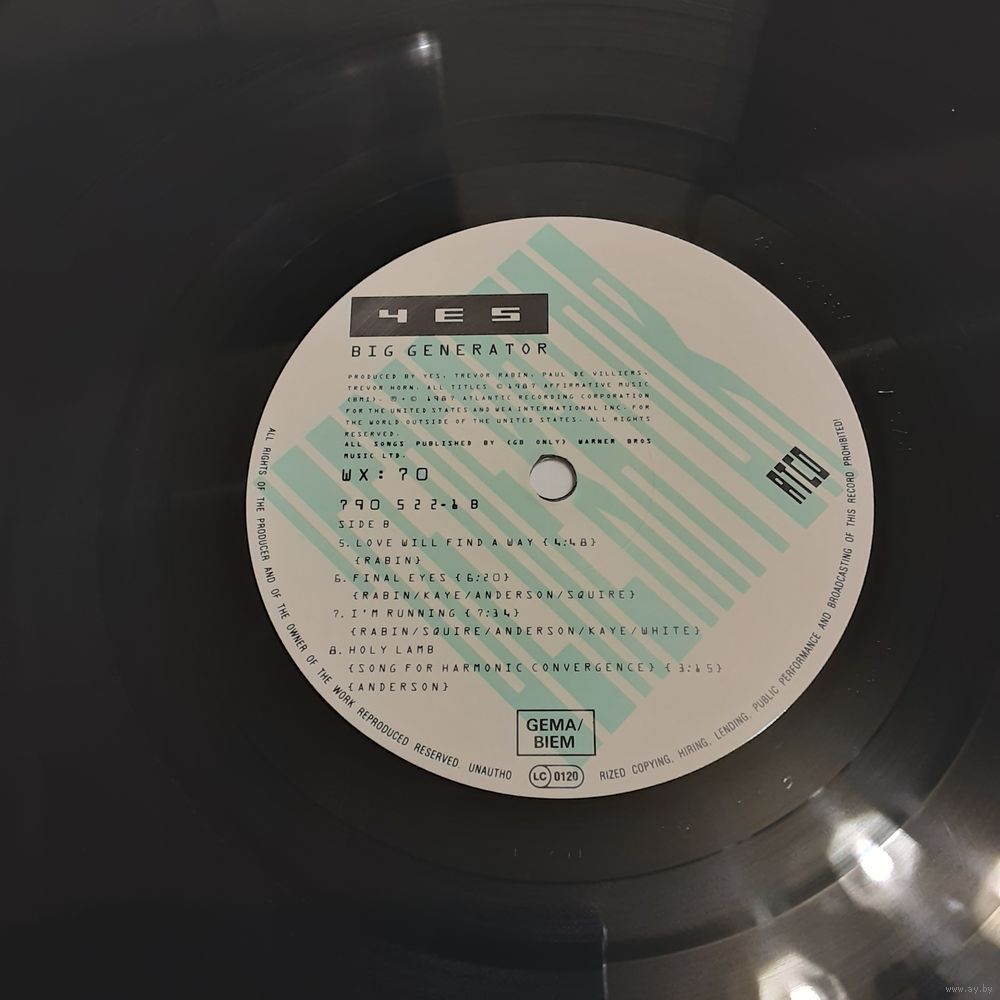 YES
BIG GENERATOR
PRODUCED BY YES, TREVOR RABIN, PAUL DE VILLIERS,
TREVOR HORN. ALL TITLES © 1987 AFFIRMATIVE MUSIC
(BMI). ℗ + © 1987 ATLANTIC RECORDING CORPORATION
FOR THE UNITED STATES AND WEA INTERNATIONAL INC. FOR
THE WORLD OUTSIDE OF THE UNITED STATES. ALL RIGHTS
RESERVED.
ALL SONGS PUBLISHED BY (GB ONLY) WARNER BROS
MUSIC LTD.
WX: 70
790 522-1 B
SIDE B
5. LOVE WILL FIND A WAY {4:48}
{RABIN}
6. FINAL EYES {6:20}
{RABIN/KAYE/ANDERSON/SQUIRE}
7. I'M RUNNING {7:34}
{RABIN/SQUIRE/ANDERSON/KAYE/WHITE}
8. HOLY LAMB
{SONG FOR HARMONIC CONVERGENCE} {3:15}
{ANDERSON}
ATCO
GEMA/
BIEM
LC 0120
ALL RIGHTS OF THE PRODUCER AND OF THE OWNER OF THE WORK REPRODUCED RESERVED. UNAUTHO RIZED COPYING, HIRING, LENDING, PUBLIC PERFORMANCE AND BROADCASTING OF THIS RECORD PROHIBITED!
www.ay.by